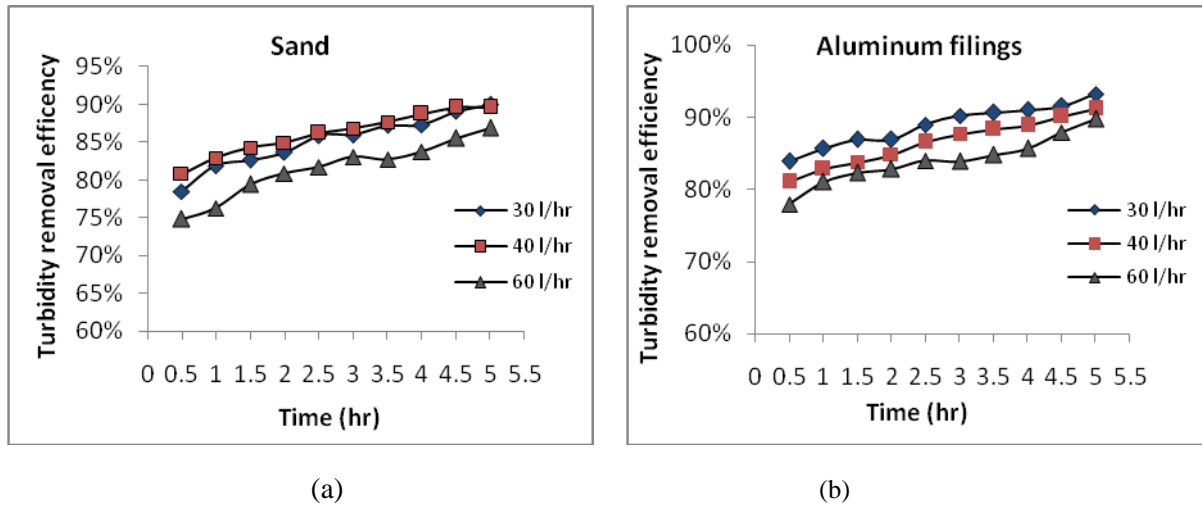 Sand
Turbidity removal efficency
95%
90%
85%
80%
75%
70%
65%
60%
30 l/hr
40 l/hr
60 l/hr
0 0.5 1 1.5 2 2.5 3 3.5 4 4.5 5 5.5
Time (hr)
(a)
Aluminum filings
Turbidity removal efficiency
100%
90%
80%
70%
60%
30 l/hr
40 l/hr
60 l/hr
0 0.5 1 1.5 2 2.5 3 3.5 4 4.5 5 5.5
Time (hr)
(b)